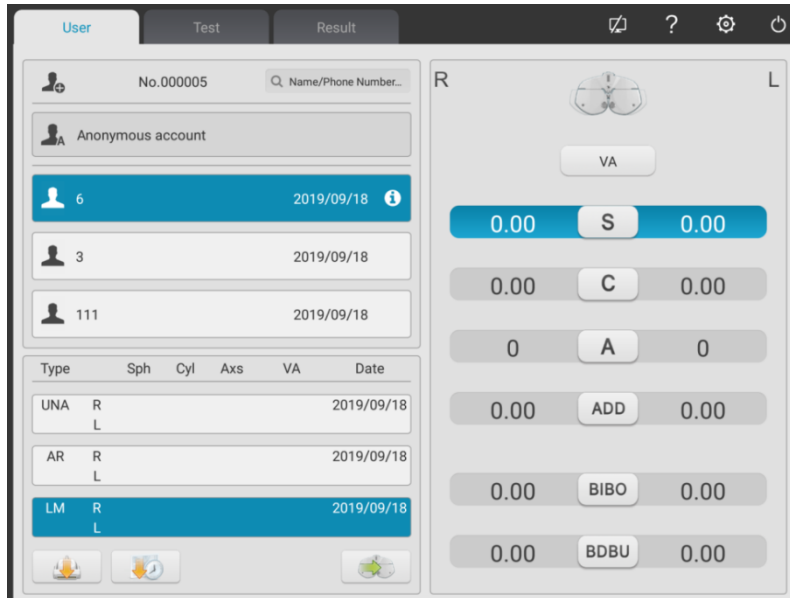 User Test Result ?
No.000005 Name/Phone Number...
A Anonymous account
6 2019/09/18 i
3 2019/09/18
111 2019/09/18
Type Sph Cyl Axs VA Date
UNA R 2019/09/18
L
AR R 2019/09/18
L
LM R 2019/09/18
L
R L
VA
0.00 S 0.00
0.00 C 0.00
0 A 0
0.00 ADD 0.00
0.00 BIBO 0.00
0.00 BDBU 0.00